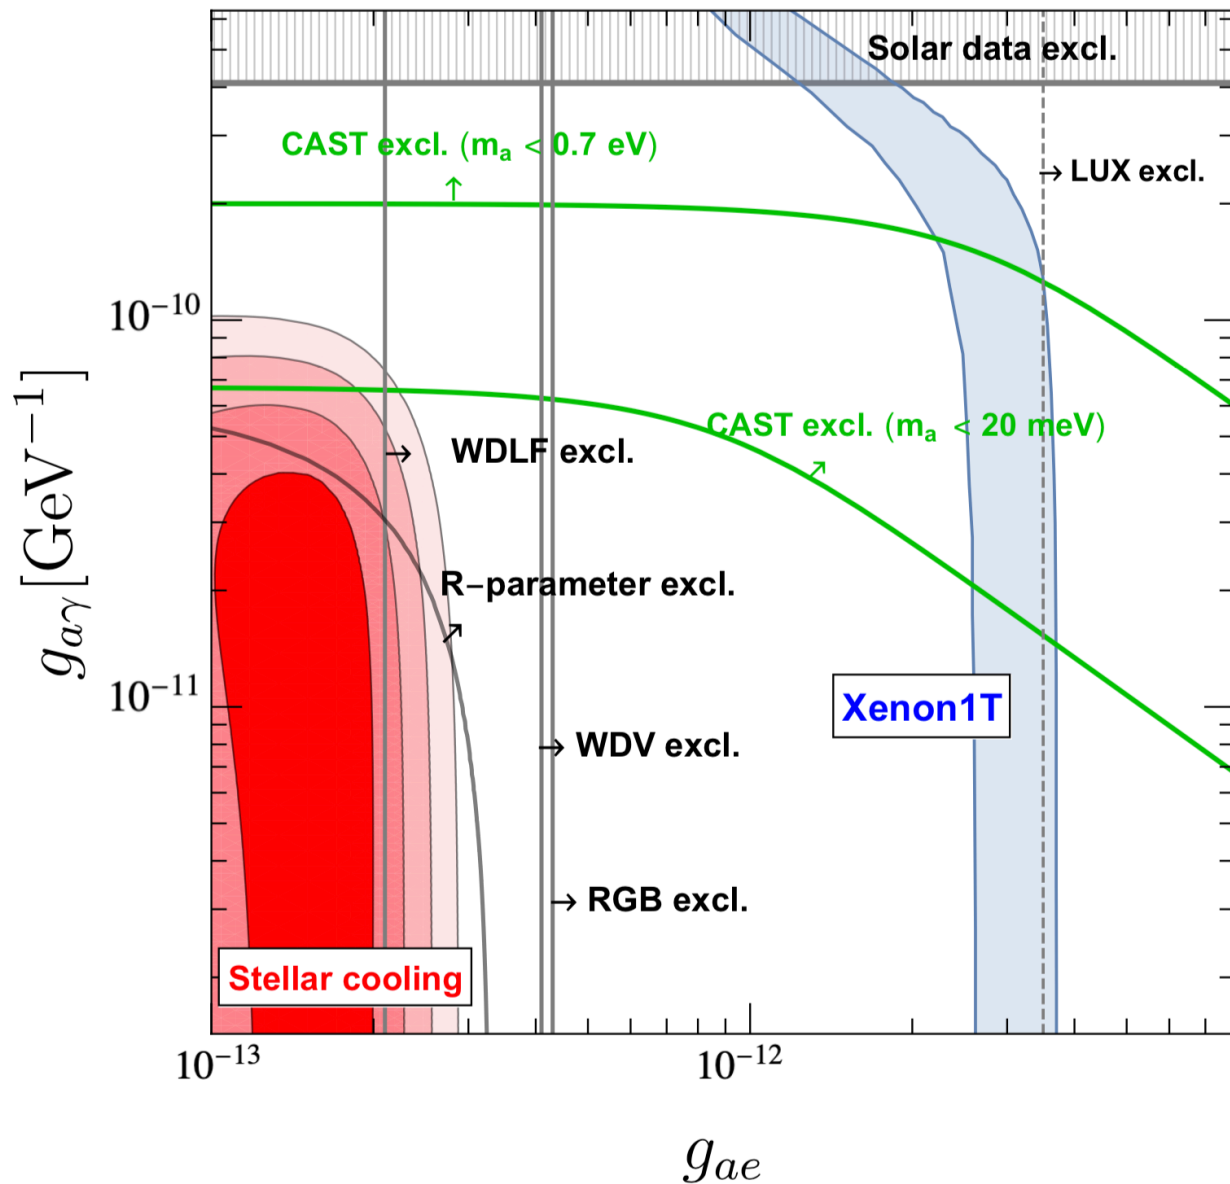 Solar data excl.
CAST excl. (mₐ < 0.7 eV)
→ LUX excl.
10⁻¹⁰
CAST excl. (mₐ < 20 meV)
→ WDLF excl.
g_{aγ} [GeV⁻¹]
R−parameter excl.
10⁻¹¹
Xenon1T
→ WDV excl.
→ RGB excl.
Stellar cooling
10⁻¹³
10⁻¹²
g_{ae}